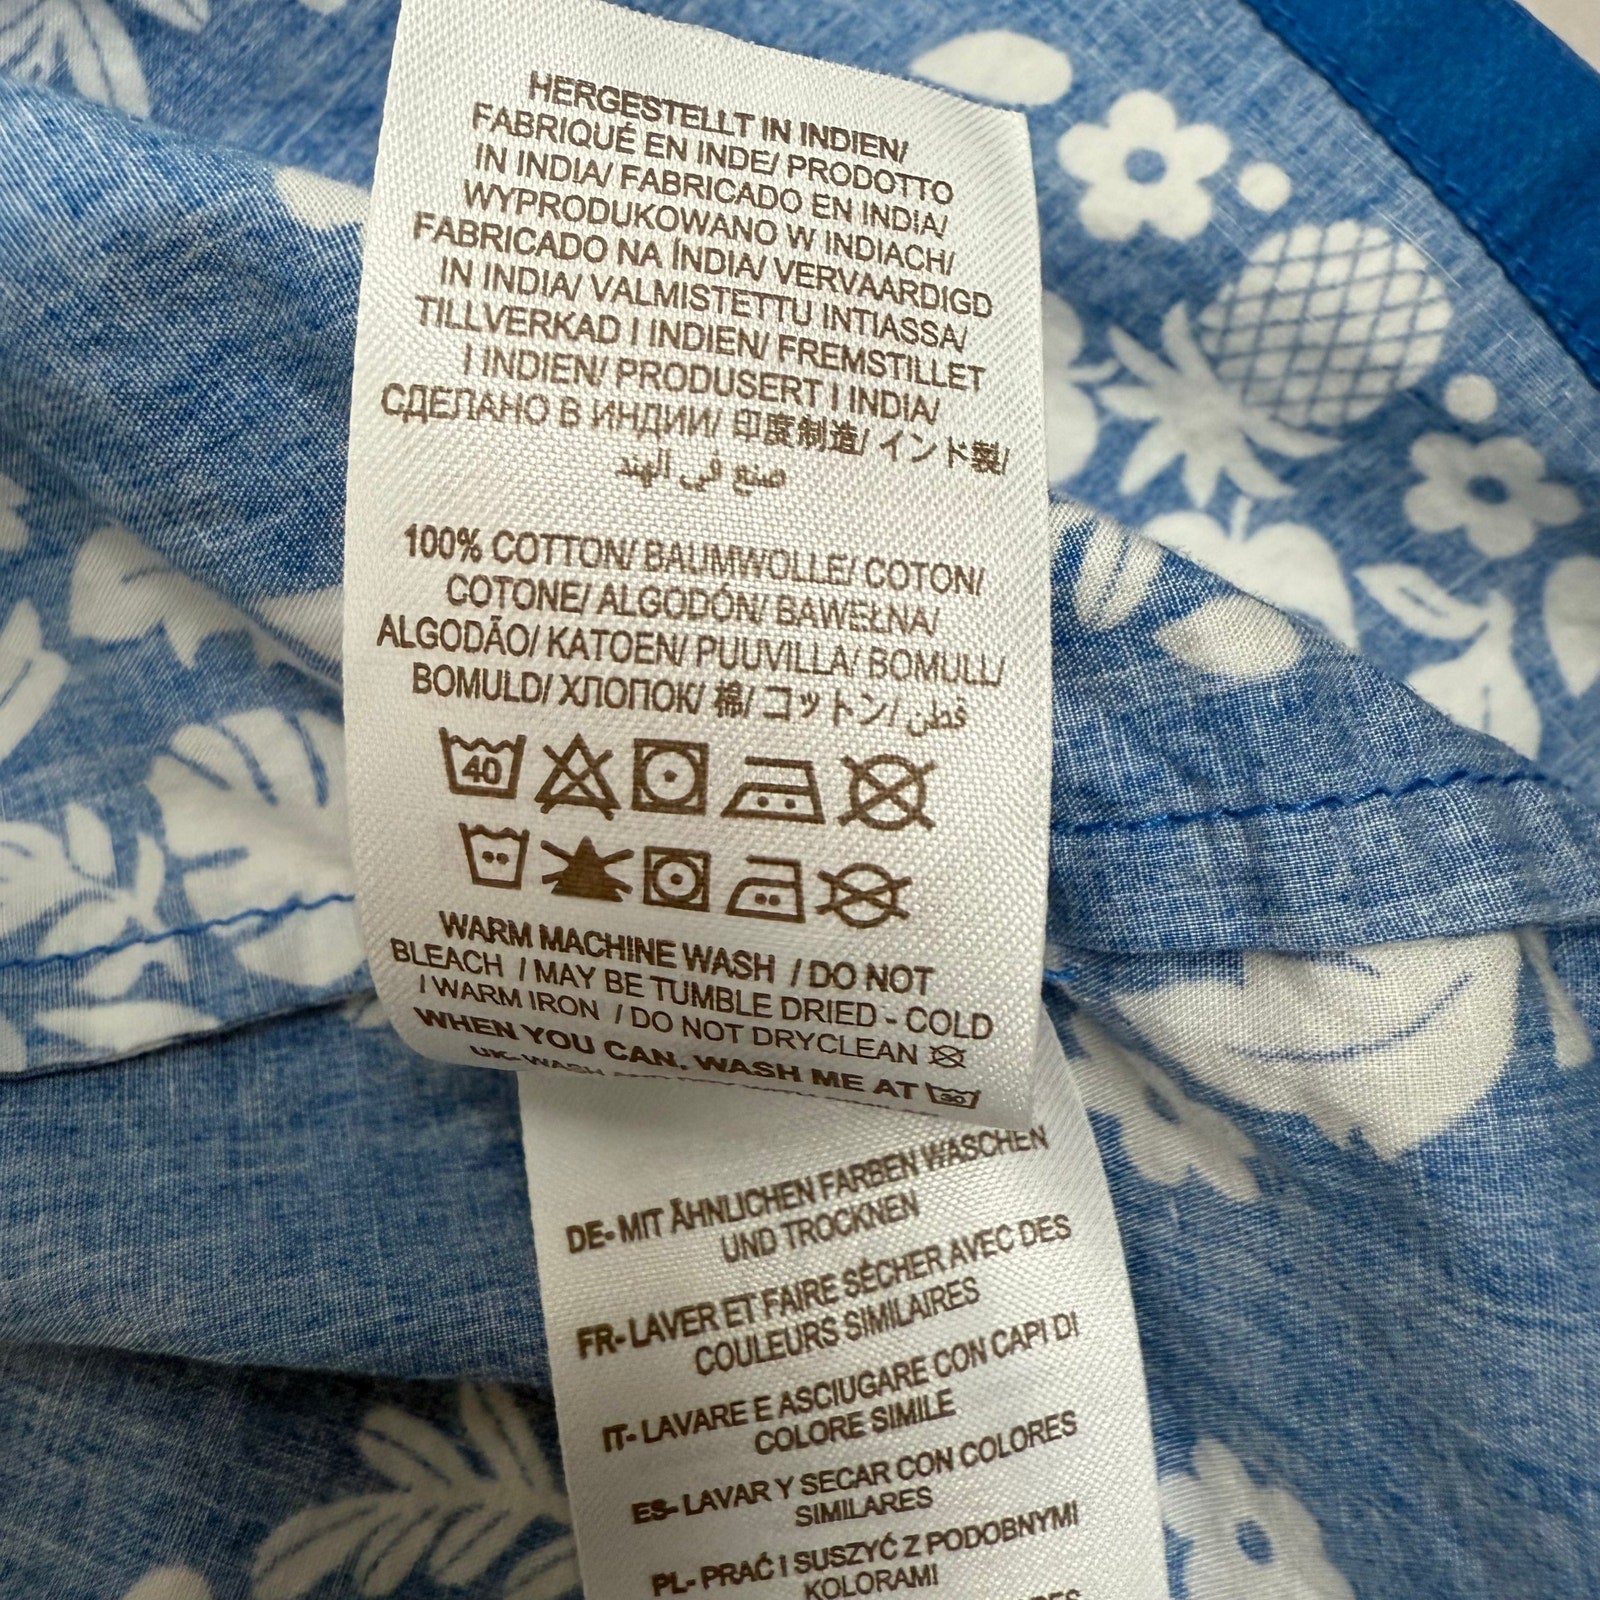 HERGESTELLT IN INDIEN/
FABRIQUÉ EN INDE/ PRODOTTO
IN INDIA/ FABRICADO EN INDIA/
WYPRODUKOWANO W INDIACH/
FABRICADO NA ÍNDIA/ VERVAARDIGD
IN INDIA/ VALMISTETTU INTIASSA/
TILLVERKAD I INDIEN/ FREMSTILLET
I INDIEN/ PRODUSERT I INDIA/
СДЕЛАНО В ИНДИИ/ 印度制造/ インド製/
صنع في الهند
100% COTTON/ BAUMWOLLE/ COTON/
COTONE/ ALGODÓN/ BAWEŁNA/
ALGODÃO/ KATOEN/ PUUVILLA/ BOMULL/
BOMULD/ ХЛОПОК/ 棉/ コットン/ قطن
40
WARM MACHINE WASH / DO NOT
BLEACH / MAY BE TUMBLE DRIED - COLD
/ WARM IRON / DO NOT DRYCLEAN
WHEN YOU CAN, WASH ME AT 30
UK- WASH
DE- MIT ÄHNLICHEN FARBEN WASCHEN
UND TROCKNEN
FR- LAVER ET FAIRE SÉCHER AVEC DES
COULEURS SIMILAIRES
IT- LAVARE E ASCIUGARE CON CAPI DI
COLORE SIMILE
ES- LAVAR Y SECAR CON COLORES
SIMILARES
PL- PRAĆ I SUSZYĆ Z PODOBNYMI
KOLORAMI